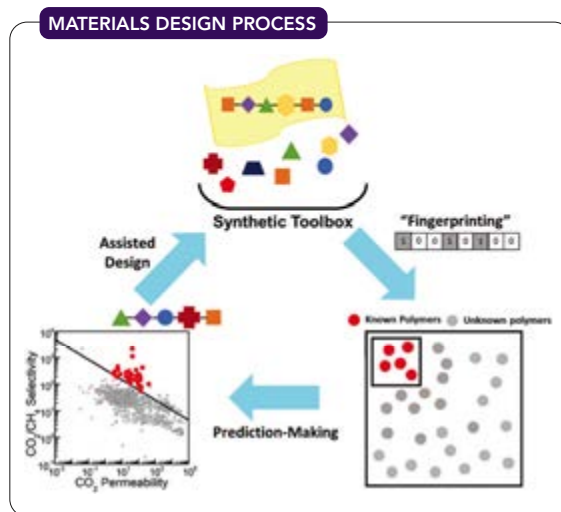 MATERIALS DESIGN PROCESS
Synthetic Toolbox
Assisted
Design
"Fingerprinting"
1 0 0 1 0 1 0 0
Known Polymers
Unknown polymers
Prediction-Making
CO₂/CH Selectivity
CO₂ Permeability